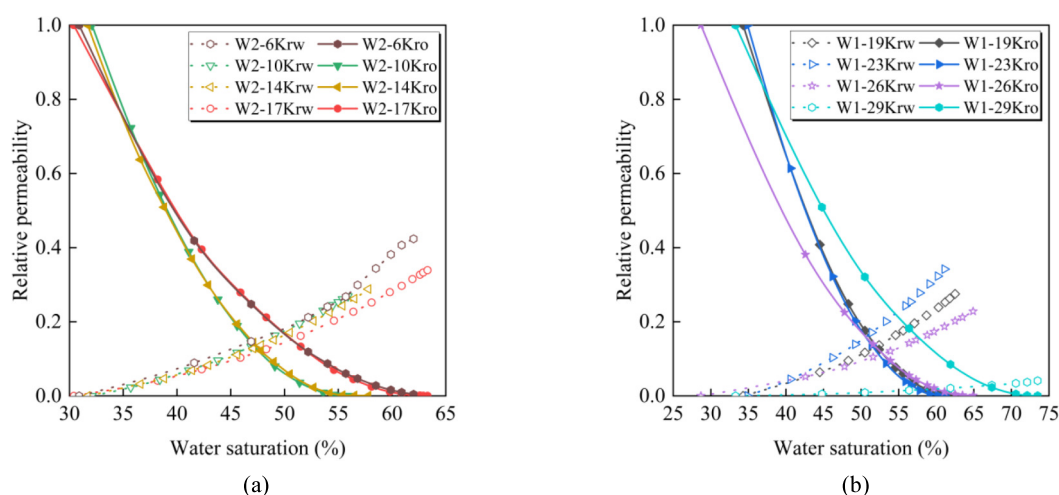 1.0
0.8
0.6
0.4
0.2
0.0
Relative permeability
W2-6Krw W2-6Kro
W2-10Krw W2-10Kro
W2-14Krw W2-14Kro
W2-17Krw W2-17Kro
30 35 40 45 50 55 60 65
Water saturation (%)
(a)
1.0
0.8
0.6
0.4
0.2
0.0
Relative permeability
W1-19Krw W1-19Kro
W1-23Krw W1-23Kro
W1-26Krw W1-26Kro
W1-29Krw W1-29Kro
25 30 35 40 45 50 55 60 65 70 75
Water saturation (%)
(b)